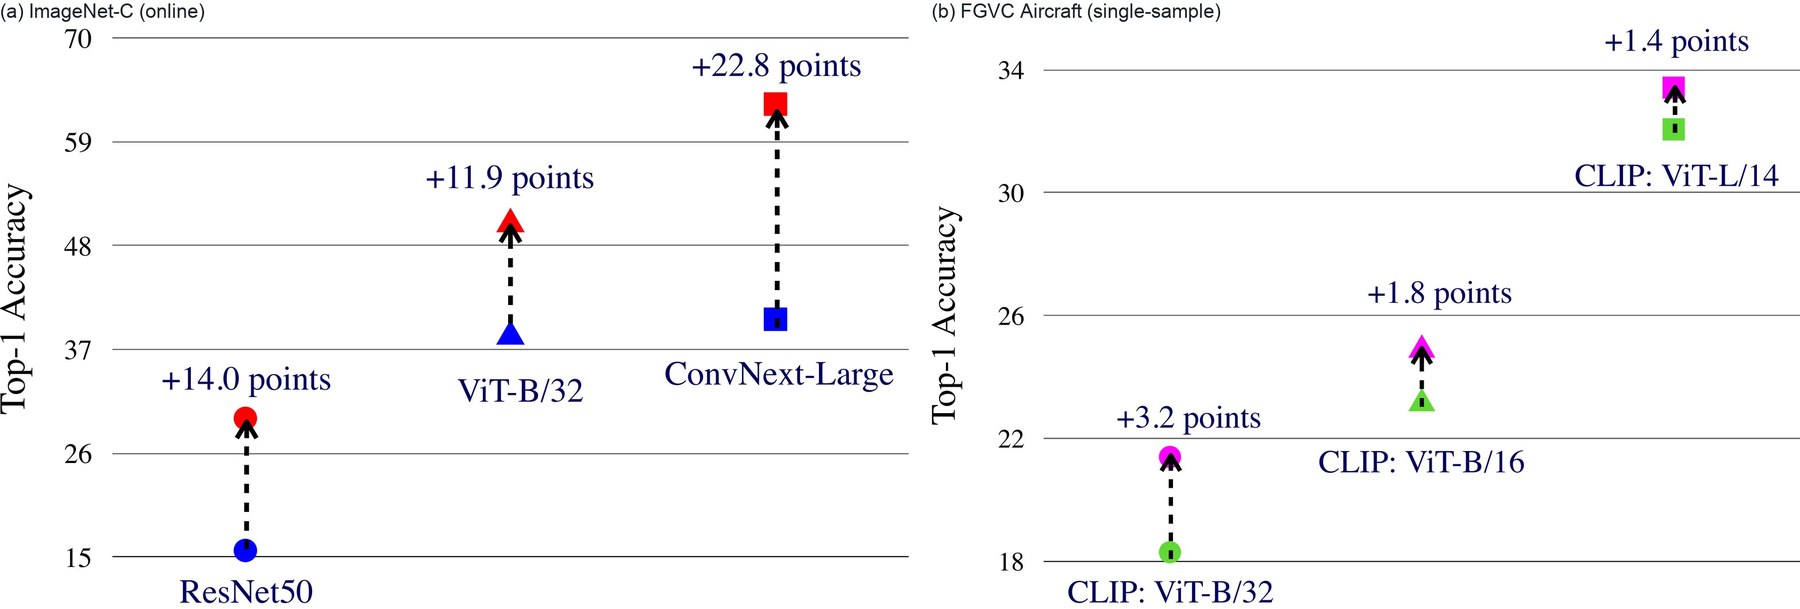 (a) ImageNet-C (online)
Top-1 Accuracy
70
59
48
37
26
15
+14.0 points
ResNet50
+11.9 points
ViT-B/32
+22.8 points
ConvNext-Large
(b) FGVC Aircraft (single-sample)
Top-1 Accuracy
34
30
26
22
18
+3.2 points
CLIP: ViT-B/32
+1.8 points
CLIP: ViT-B/16
+1.4 points
CLIP: ViT-L/14